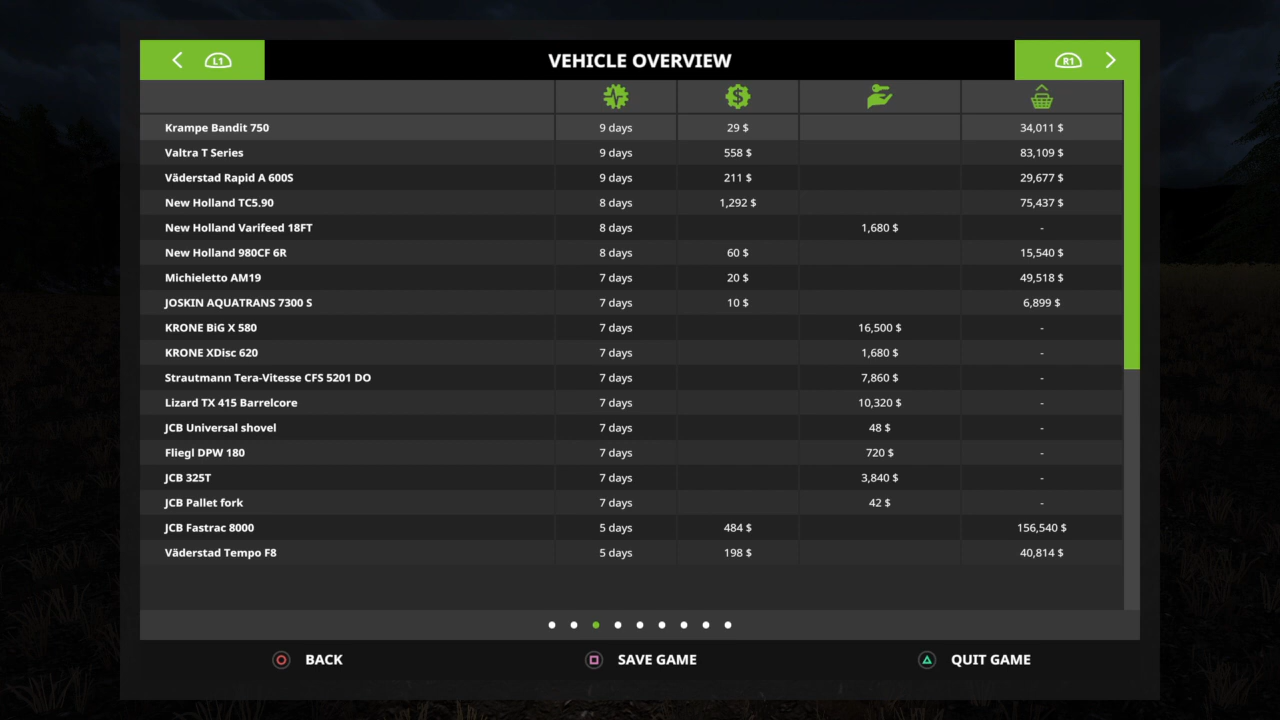 L1 VEHICLE OVERVIEW R1
$
Krampe Bandit 750 9 days 29 $ 34,011 $
Valtra T Series 9 days 558 $ 83,109 $
Väderstad Rapid A 600S 9 days 211 $ 29,677 $
New Holland TC5.90 8 days 1,292 $ 75,437 $
New Holland Varifeed 18FT 8 days 1,680 $ -
New Holland 980CF 6R 8 days 60 $ 15,540 $
Michieletto AM19 7 days 20 $ 49,518 $
JOSKIN AQUATRANS 7300 S 7 days 10 $ 6,899 $
KRONE BiG X 580 7 days 16,500 $ -
KRONE XDisc 620 7 days 1,680 $ -
Strautmann Tera-Vitesse CFS 5201 DO 7 days 7,860 $ -
Lizard TX 415 Barrelcore 7 days 10,320 $ -
JCB Universal shovel 7 days 48 $ -
Fliegl DPW 180 7 days 720 $ -
JCB 325T 7 days 3,840 $ -
JCB Pallet fork 7 days 42 $ -
JCB Fastrac 8000 5 days 484 $ 156,540 $
Väderstad Tempo F8 5 days 198 $ 40,814 $
BACK SAVE GAME QUIT GAME